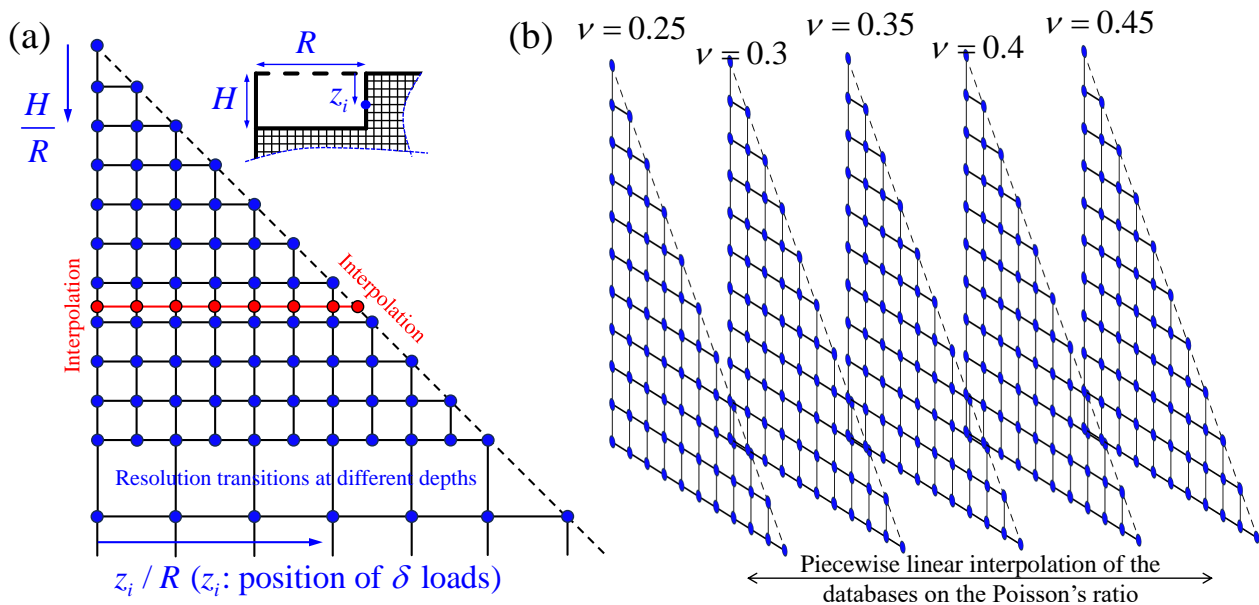 (a)
H
R
R
H
z_i
Interpolation
Interpolation
Resolution transitions at different depths
z_i / R (z_i: position of δ loads)
(b)
ν = 0.25
ν = 0.3
ν = 0.35
ν = 0.4
ν = 0.45
Piecewise linear interpolation of the
databases on the Poisson's ratio